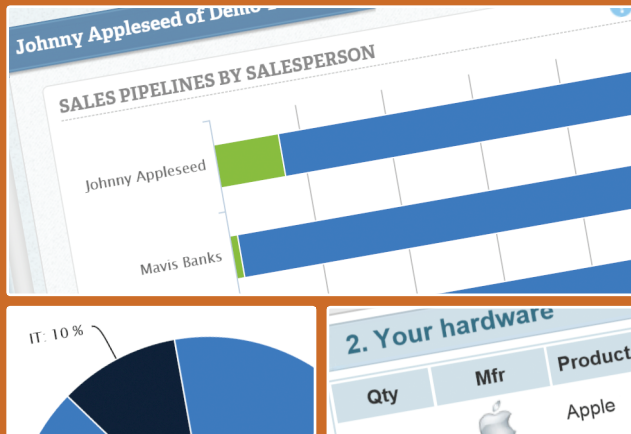 Johnny Appleseed of Demo
SALES PIPELINES BY SALESPERSON
Johnny Appleseed
Mavis Banks
IT: 10 %
2. Your hardware
Qty Mfr Product
Apple